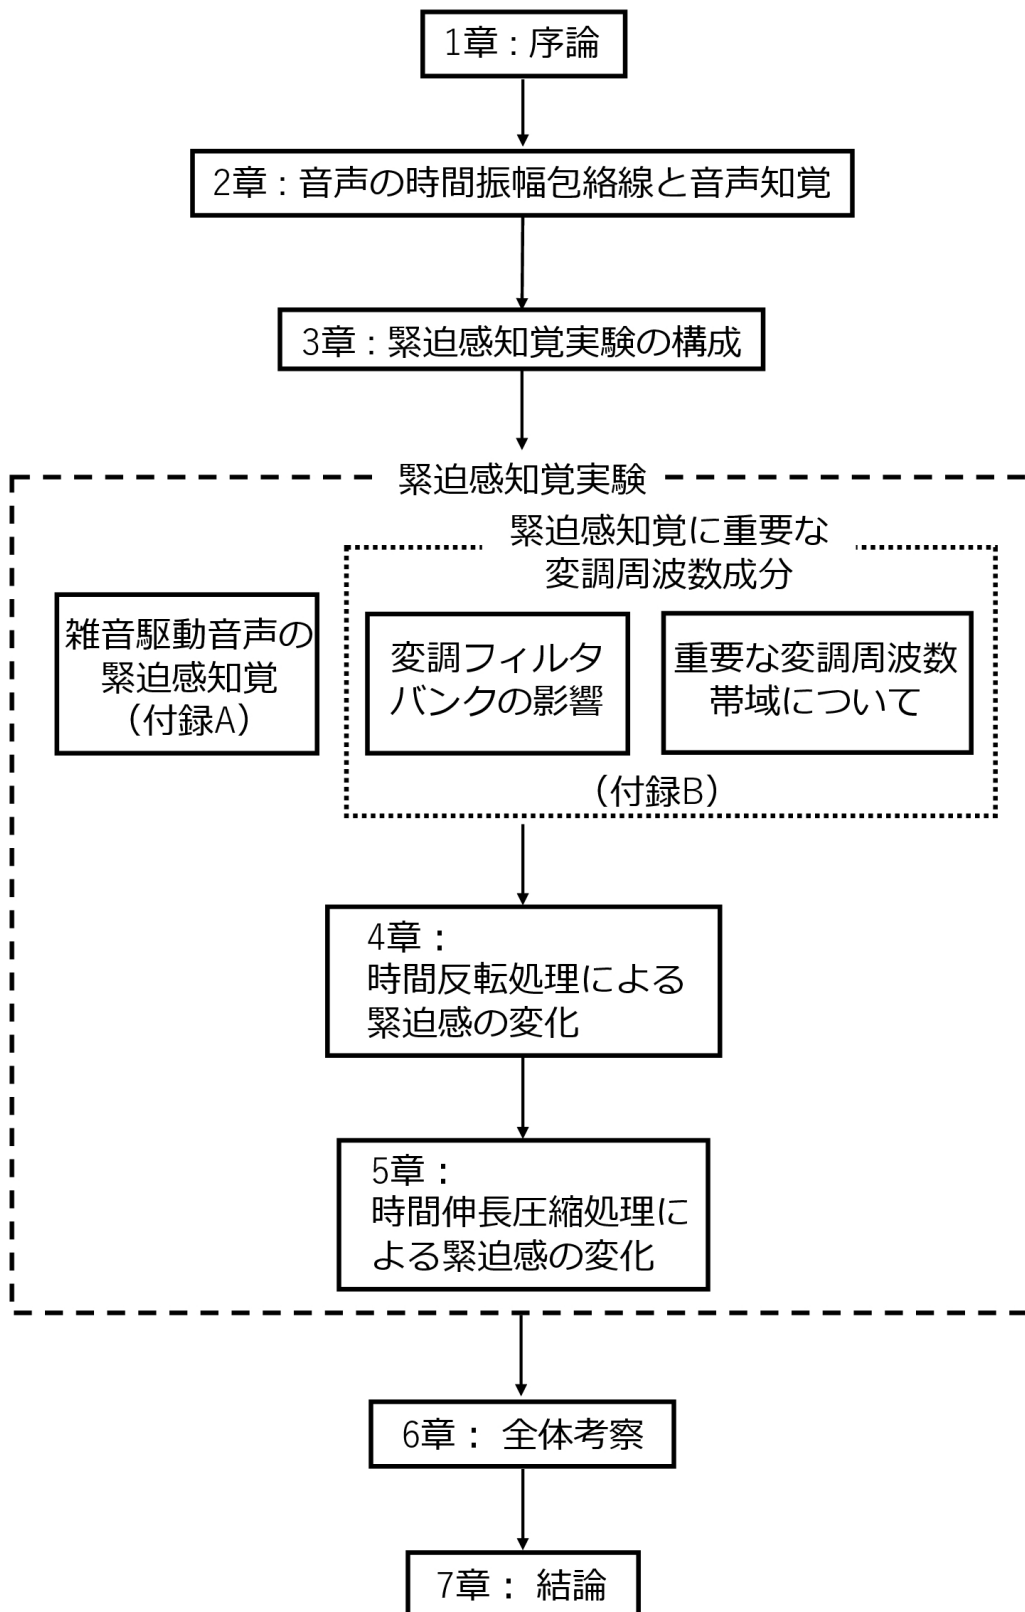 1章 : 序論
2章 : 音声の時間振幅包絡線と音声知覚
3章 : 緊迫感知覚実験の構成
緊迫感知覚実験
雑音駆動音声の
緊迫感知覚
（付録A）
緊迫感知覚に重要な
変調周波数成分
変調フィルタ
バンクの影響
重要な変調周波数
帯域について
（付録B）
4章：
時間反転処理による
緊迫感の変化
5章：
時間伸長圧縮処理に
よる緊迫感の変化
6章： 全体考察
7章： 結論